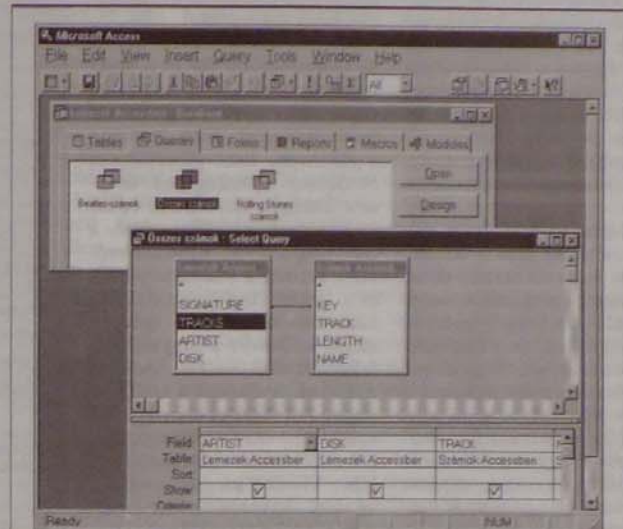 Microsoft Access
File Edit View Insert Query Tools Window Help
All
Tables Queries Forms Reports Macros Modules
Open
Beatles-számok Összes számok Rolling Stones számok
Design
Összes számok : Select Query
SIGNATURE
TRACKS
ARTIST
DISK
KEY
TRACK
LENGTH
NAME
Field: ARTIST DISK TRACK
Table: Lemezek Accessben Lemezek Accessben Számok Accessben
Sort:
Show:
Ready NUM